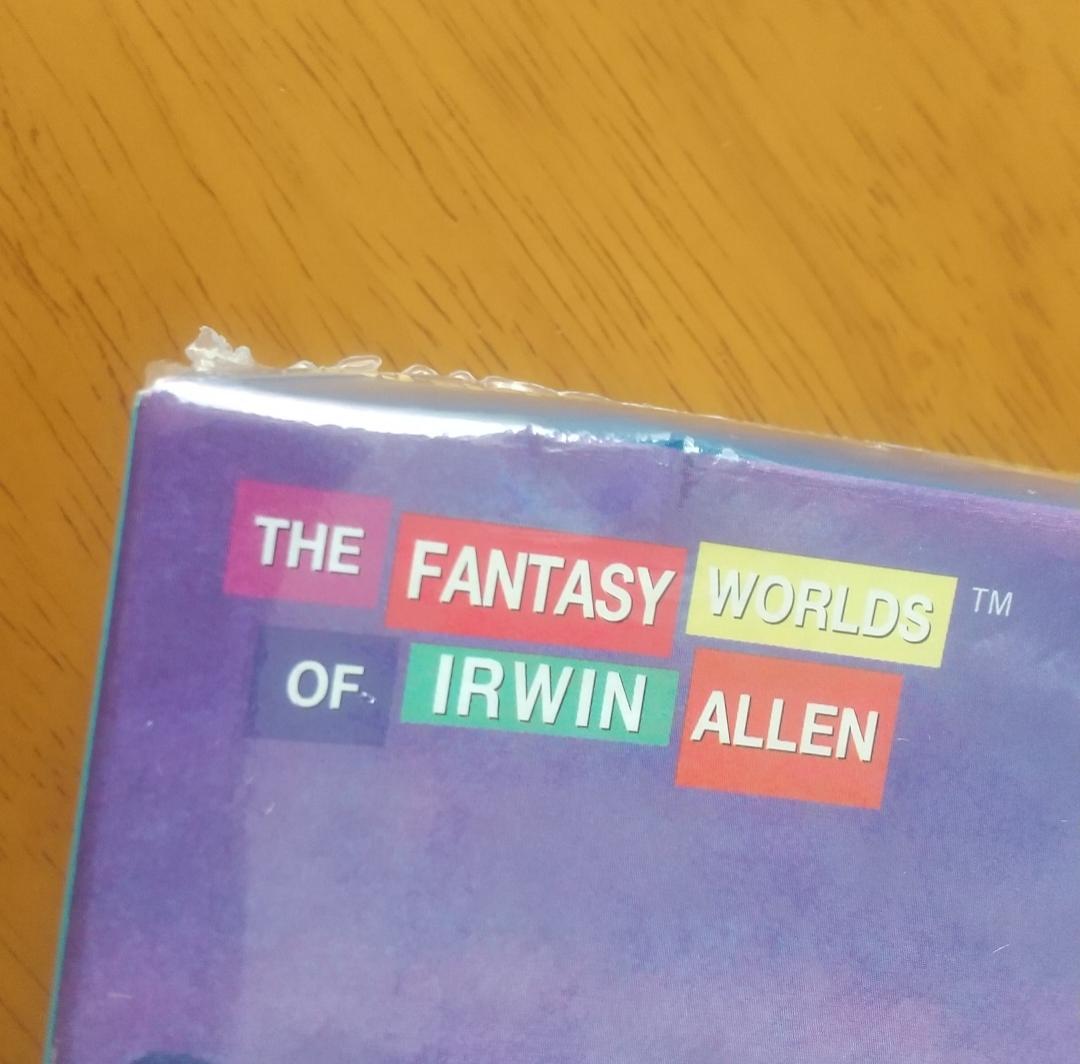 THE FANTASY WORLDS ™
OF IRWIN ALLEN